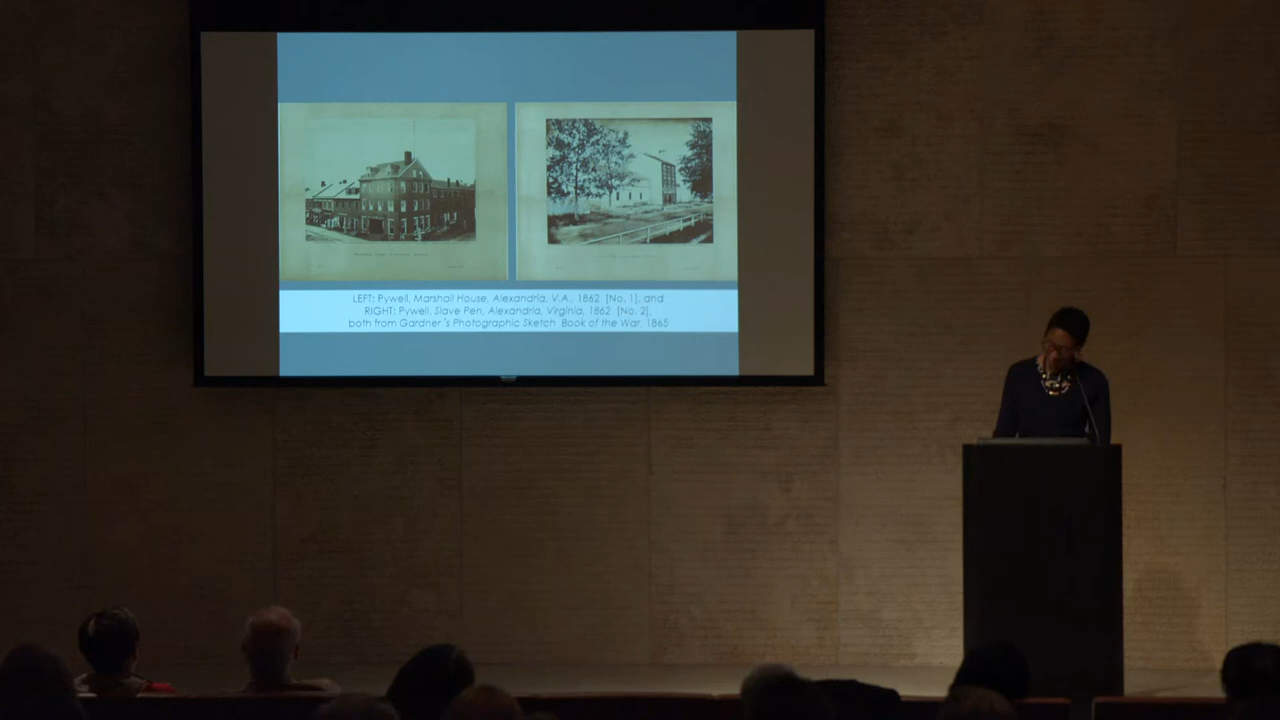 LEFT: Pywell, Marshall House, Alexandria, V.A., 1862 [No. 1], and
RIGHT: Pywell, Slave Pen, Alexandria, Virginia, 1862 [No. 2],
both from Gardner's Photographic Sketch Book of the War, 1865